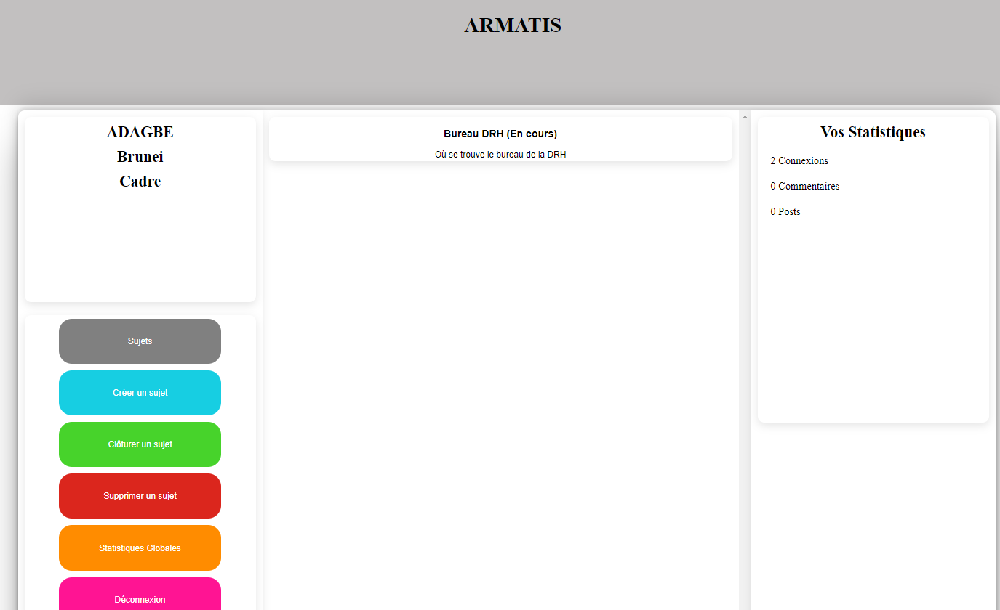 ARMATIS
ADAGBE
Brunei
Cadre
Sujets
Créer un sujet
Clôturer un sujet
Supprimer un sujet
Statistiques Globales
Déconnexion
Bureau DRH (En cours)
Où se trouve le bureau de la DRH
Vos Statistiques
2 Connexions
0 Commentaires
0 Posts